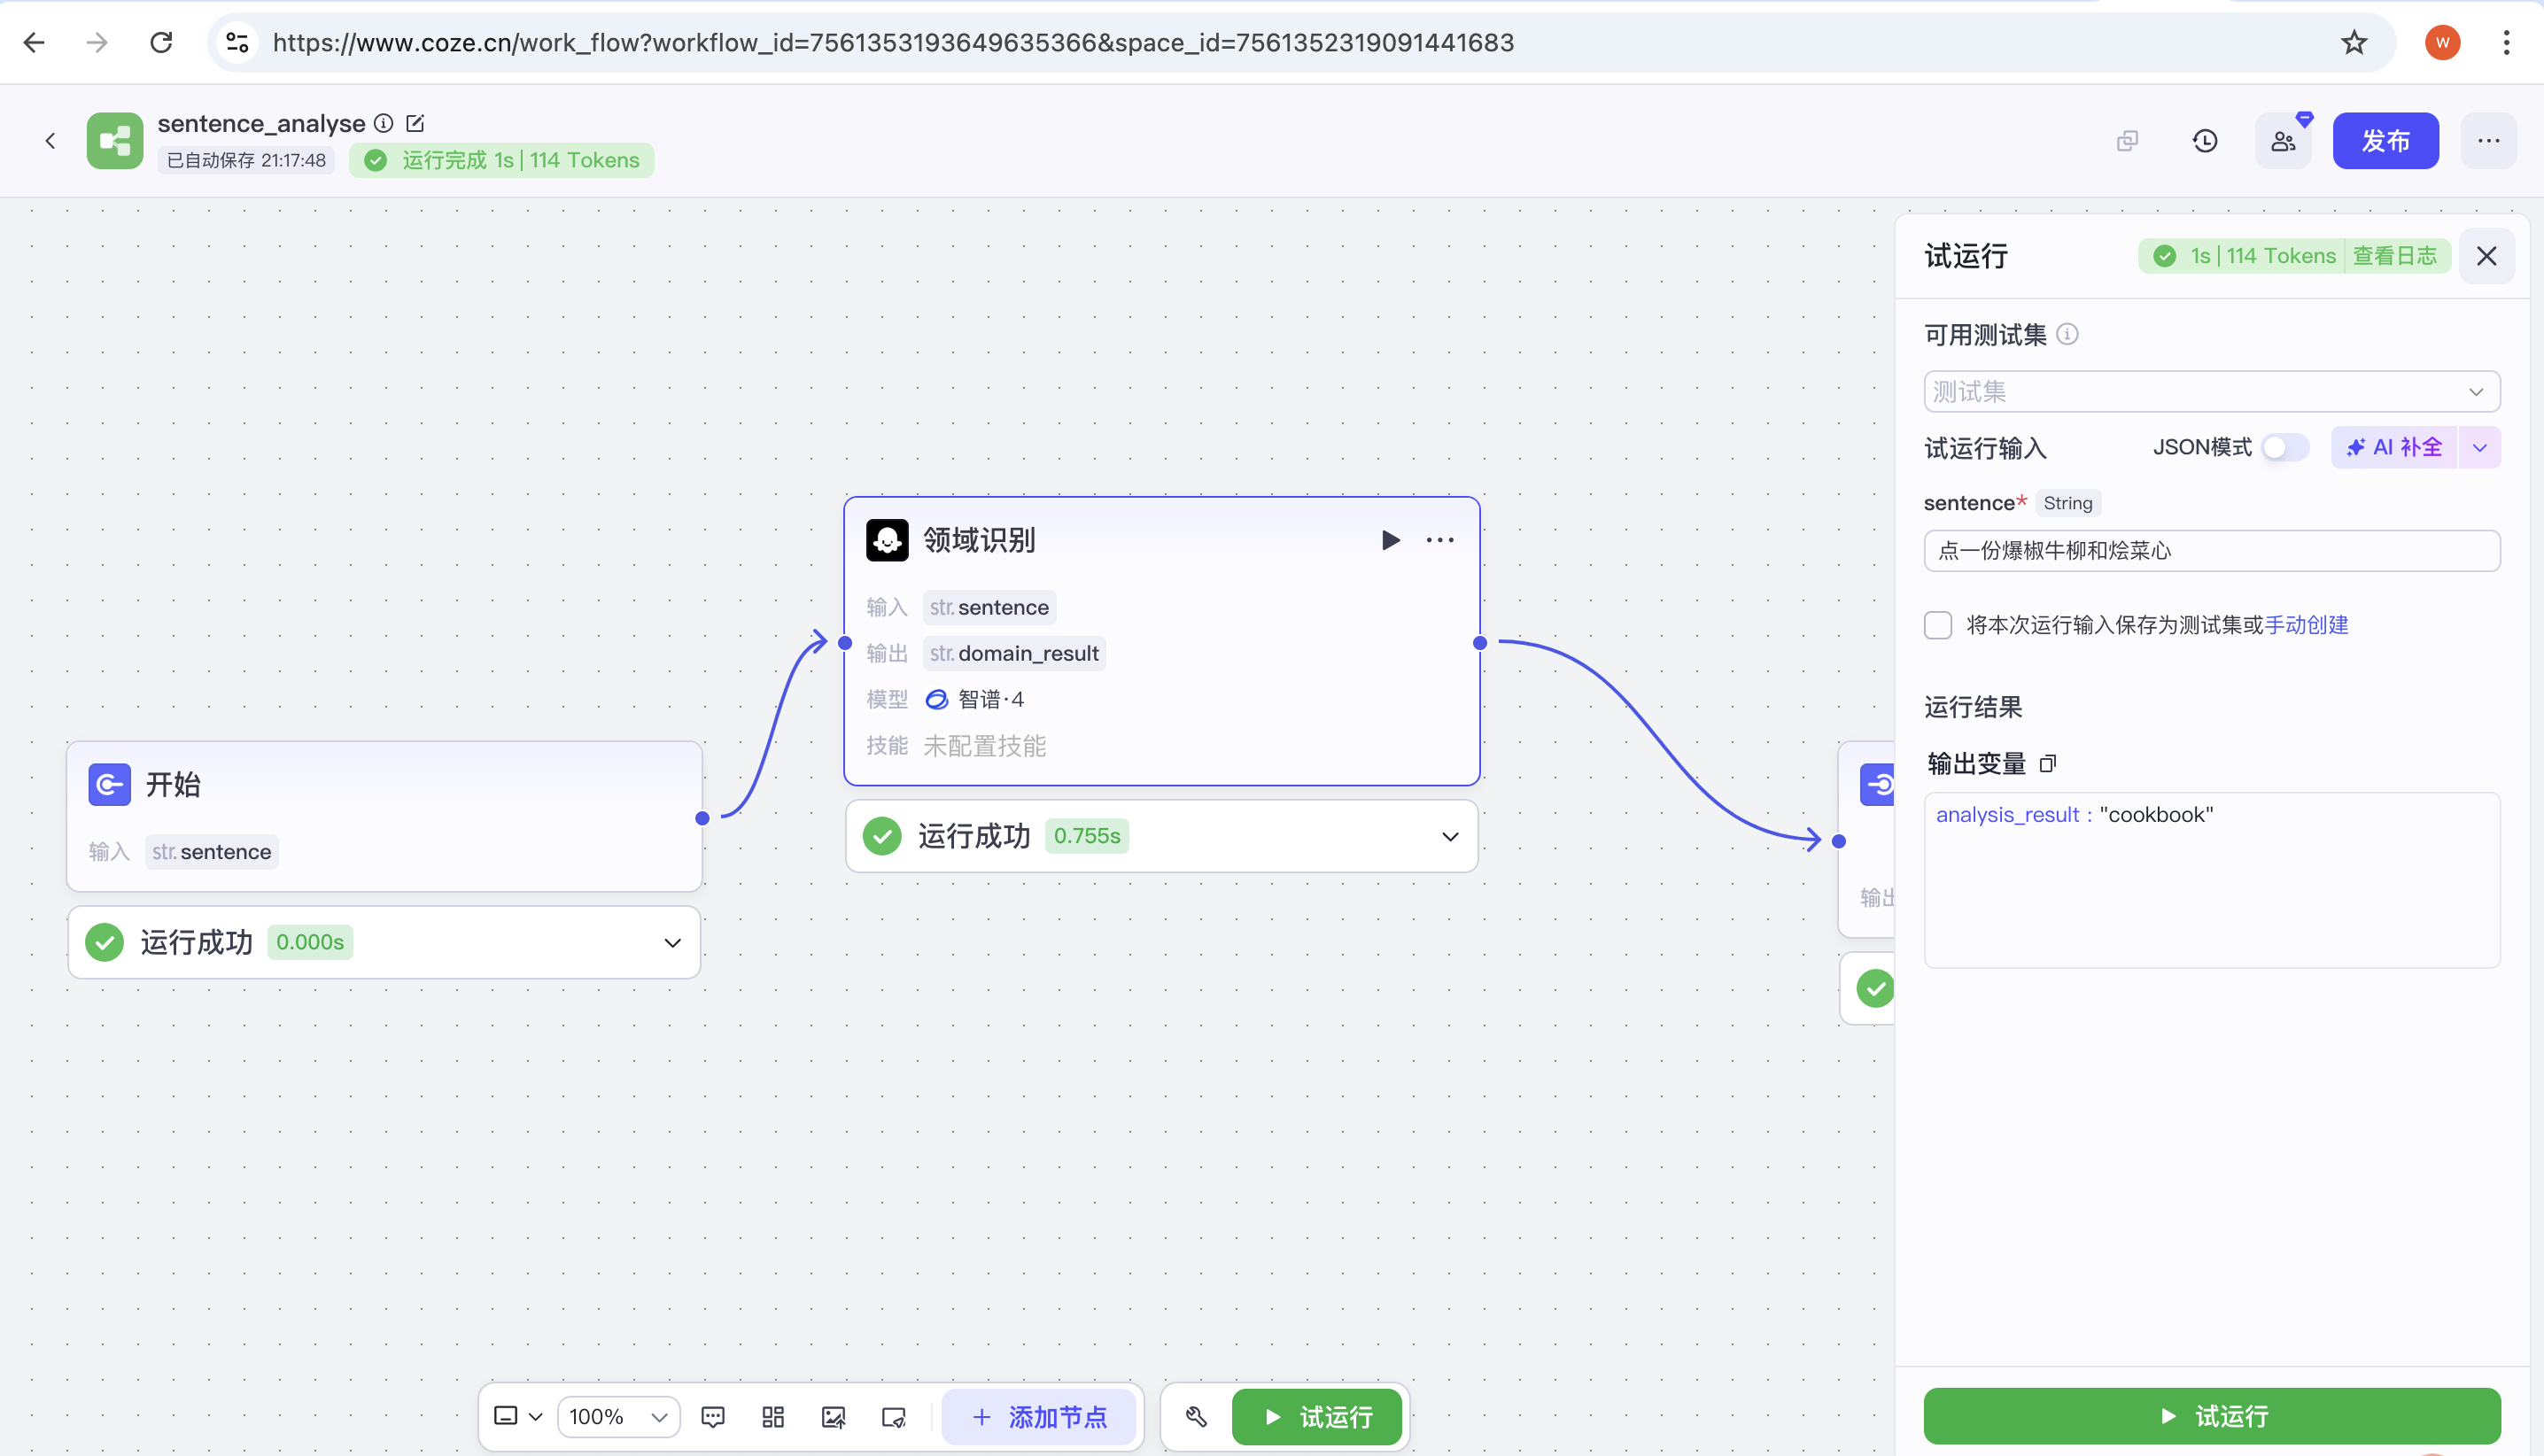 https://www.coze.cn/work_flow?workflow_id=7561353193649635366&space_id=7561352319091441683
W
sentence_analyse
已自动保存 21:17:48
运行完成 1s | 114 Tokens
发布
试运行
1s | 114 Tokens 查看日志
可用测试集
测试集
试运行输入
JSON模式
AI 补全
sentence* String
点一份爆椒牛柳和烩菜心
将本次运行输入保存为测试集或手动创建
运行结果
输出变量
analysis_result : "cookbook"
试运行
领域识别
输入 str. sentence
输出 str. domain_result
模型 智谱·4
技能 未配置技能
运行成功 0.755s
开始
输入 str. sentence
运行成功 0.000s
输出
100%
添加节点
试运行